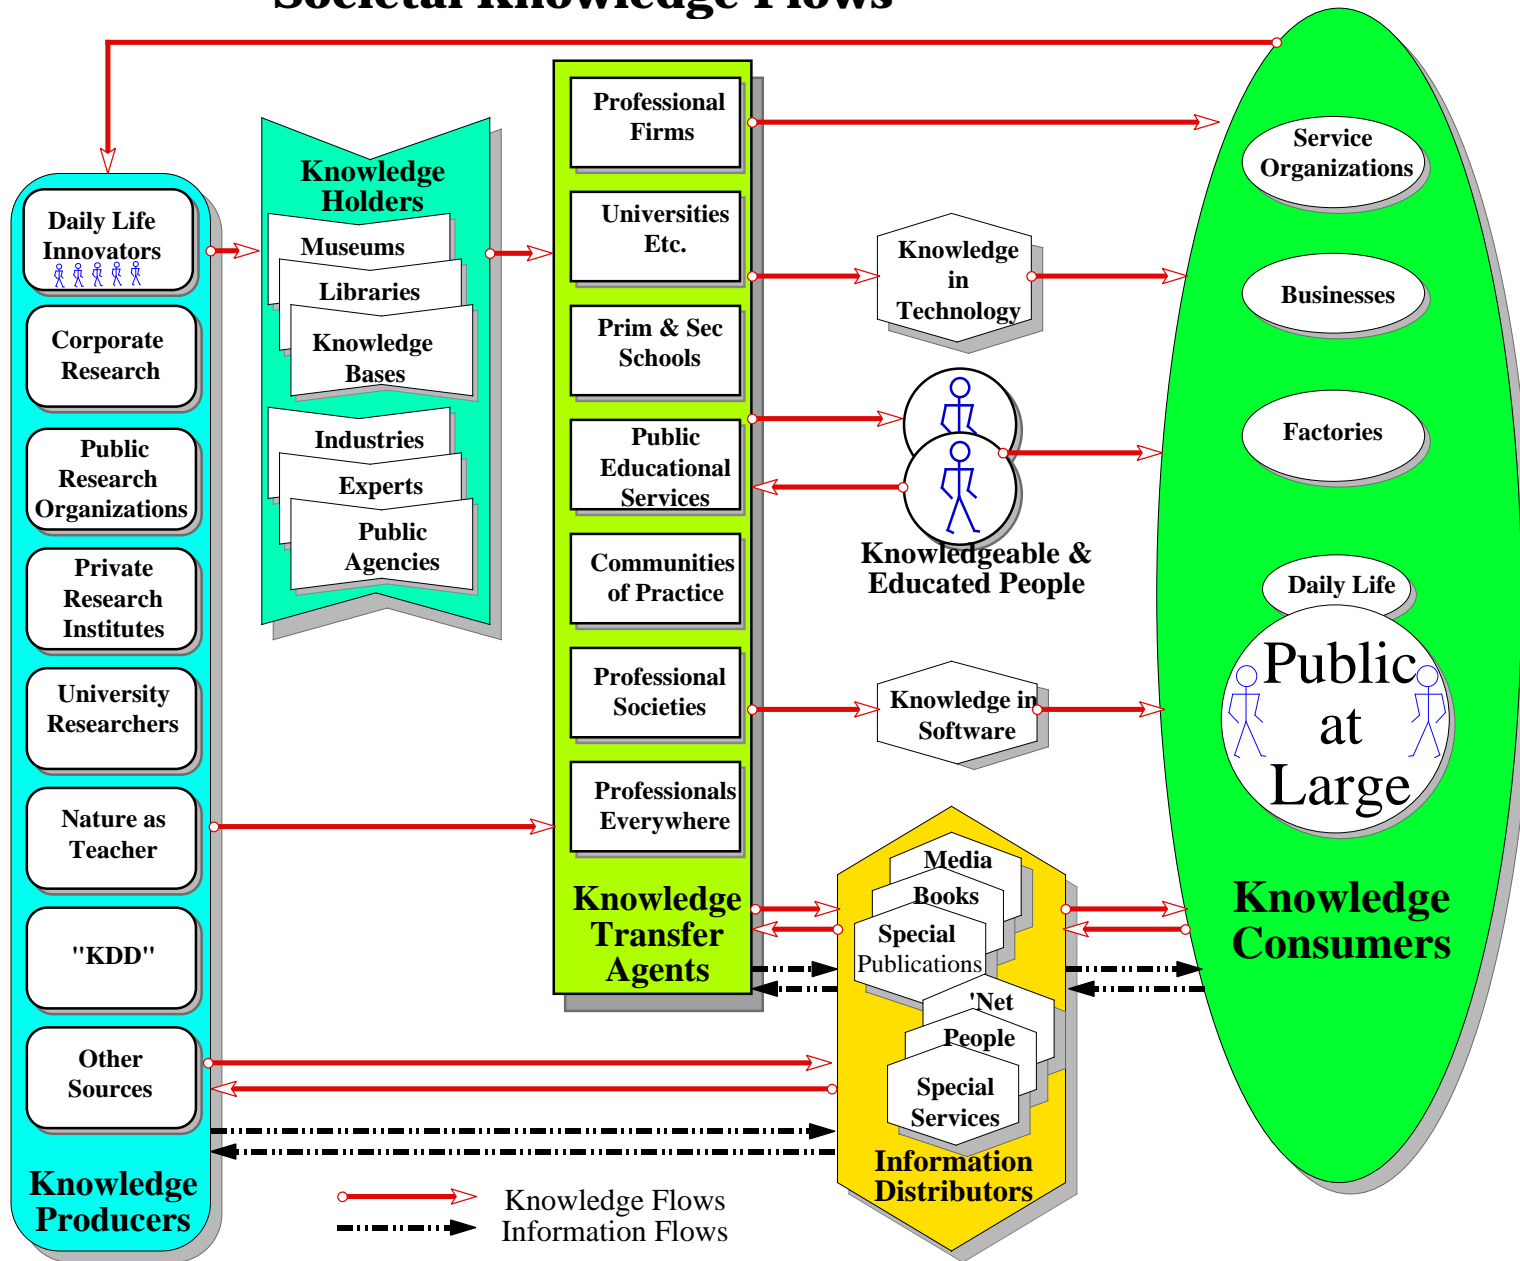 Societal Knowledge Flows
Daily Life
Innovators
Corporate
Research
Public
Research
Organizations
Private
Research
Institutes
University
Researchers
Nature as
Teacher
"KDD"
Other
Sources
Knowledge
Producers
Knowledge
Holders
Museums
Libraries
Knowledge
Bases
Industries
Experts
Public
Agencies
Professional
Firms
Universities
Etc.
Prim & Sec
Schools
Public
Educational
Services
Communities
of Practice
Professional
Societies
Professionals
Everywhere
Knowledge
Transfer
Agents
Knowledge
in
Technology
Knowledgeable &
Educated People
Knowledge in
Software
Media
Books
Special
Publications
'Net
People
Special
Services
Information
Distributors
Service
Organizations
Businesses
Factories
Daily Life
Public
at
Large
Knowledge
Consumers
Knowledge Flows
Information Flows